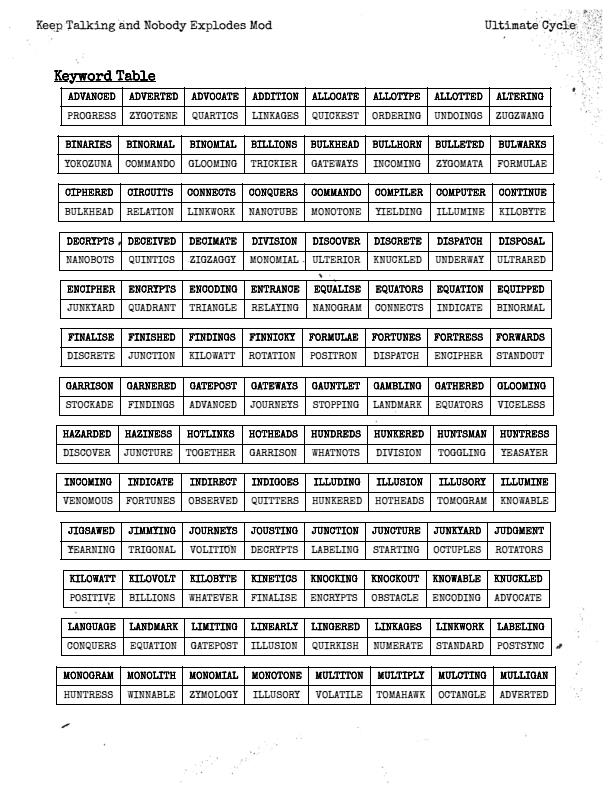 Keep Talking and Nobody Explodes Mod Ultimate Cycle
Keyword Table
ADVANCED ADVERTED ADVOCATE ADDITION ALLOCATE ALLOTYPE ALLOTTED ALTERING
PROGRESS ZYGOTENE QUARTICS LINKAGES QUICKEST ORDERING UNDOINGS ZUGZWANG
BINARIES BINORMAL BINOMIAL BILLIONS BULKHEAD BULLHORN BULLETED BULWARKS
YOKOZUNA COMMANDO GLOOMING TRICKIER GATEWAYS INCOMING ZYGOMATA FORMULAE
CIPHERED CIRCUITS CONNECTS CONQUERS COMMANDO COMPILER COMPUTER CONTINUE
BULKHEAD RELATION LINKWORK NANOTUBE MONOTONE YIELDING ILLUMINE KILOBYTE
DECRYPTS DECEIVED DECIMATE DIVISION DISCOVER DISCRETE DISPATCH DISPOSAL
NANOBOTS QUINTICS ZIGZAGGY MONOMIAL ULTERIOR KNUCKLED UNDERWAY ULTRARED
ENCIPHER ENCRYPTS ENCODING ENTRANCE EQUALISE EQUATORS EQUATION EQUIPPED
JUNKYARD QUADRANT TRIANGLE RELAYING NANOGRAM CONNECTS INDICATE BINORMAL
FINALISE FINISHED FINDINGS FINNICKY FORMULAE FORTUNES FORTRESS FORWARDS
DISCRETE JUNCTION KILOWATT ROTATION POSITRON DISPATCH ENCIPHER STANDOUT
GARRISON GARNERED GATEPOST GATEWAYS GAUNTLET GAMBLING GATHERED GLOOMING
STOCKADE FINDINGS ADVANCED JOURNEYS STOPPING LANDMARK EQUATORS VICELESS
HAZARDED HAZINESS HOTLINKS HOTHEADS HUNDREDS HUNKERED HUNTSMAN HUNTRESS
DISCOVER JUNCTURE TOGETHER GARRISON WHATNOTS DIVISION TOGGLING YEASAYER
INCOMING INDICATE INDIRECT INDIGOES ILLUDING ILLUSION ILLUSORY ILLUMINE
VENOMOUS FORTUNES OBSERVED QUITTERS HUNKERED HOTHEADS TOMOGRAM KNOWABLE
JIGSAWED JIMMYING JOURNEYS JOUSTING JUNCTION JUNCTURE JUNKYARD JUDGMENT
YEARNING TRIGONAL VOLITION DECRYPTS LABELING STARTING OCTUPLES ROTATORS
KILOWATT KILOVOLT KILOBYTE KINETICS KNOCKING KNOCKOUT KNOWABLE KNUCKLED
POSITIVE BILLIONS WHATEVER FINALISE ENCRYPTS OBSTACLE ENCODING ADVOCATE
LANGUAGE LANDMARK LIMITING LINEARLY LINGERED LINKAGES LINKWORK LABELING
CONQUERS EQUATION GATEPOST ILLUSION QUIRKISH NUMERATE STANDARD POSTSYNC
MONOGRAM MONOLITH MONOMIAL MONOTONE MULTITON MULTIPLY MULCTING MULLIGAN
HUNTRESS WINNABLE ZYMOLOGY ILLUSORY VOLATILE TOMAHAWK OCTANGLE ADVERTED